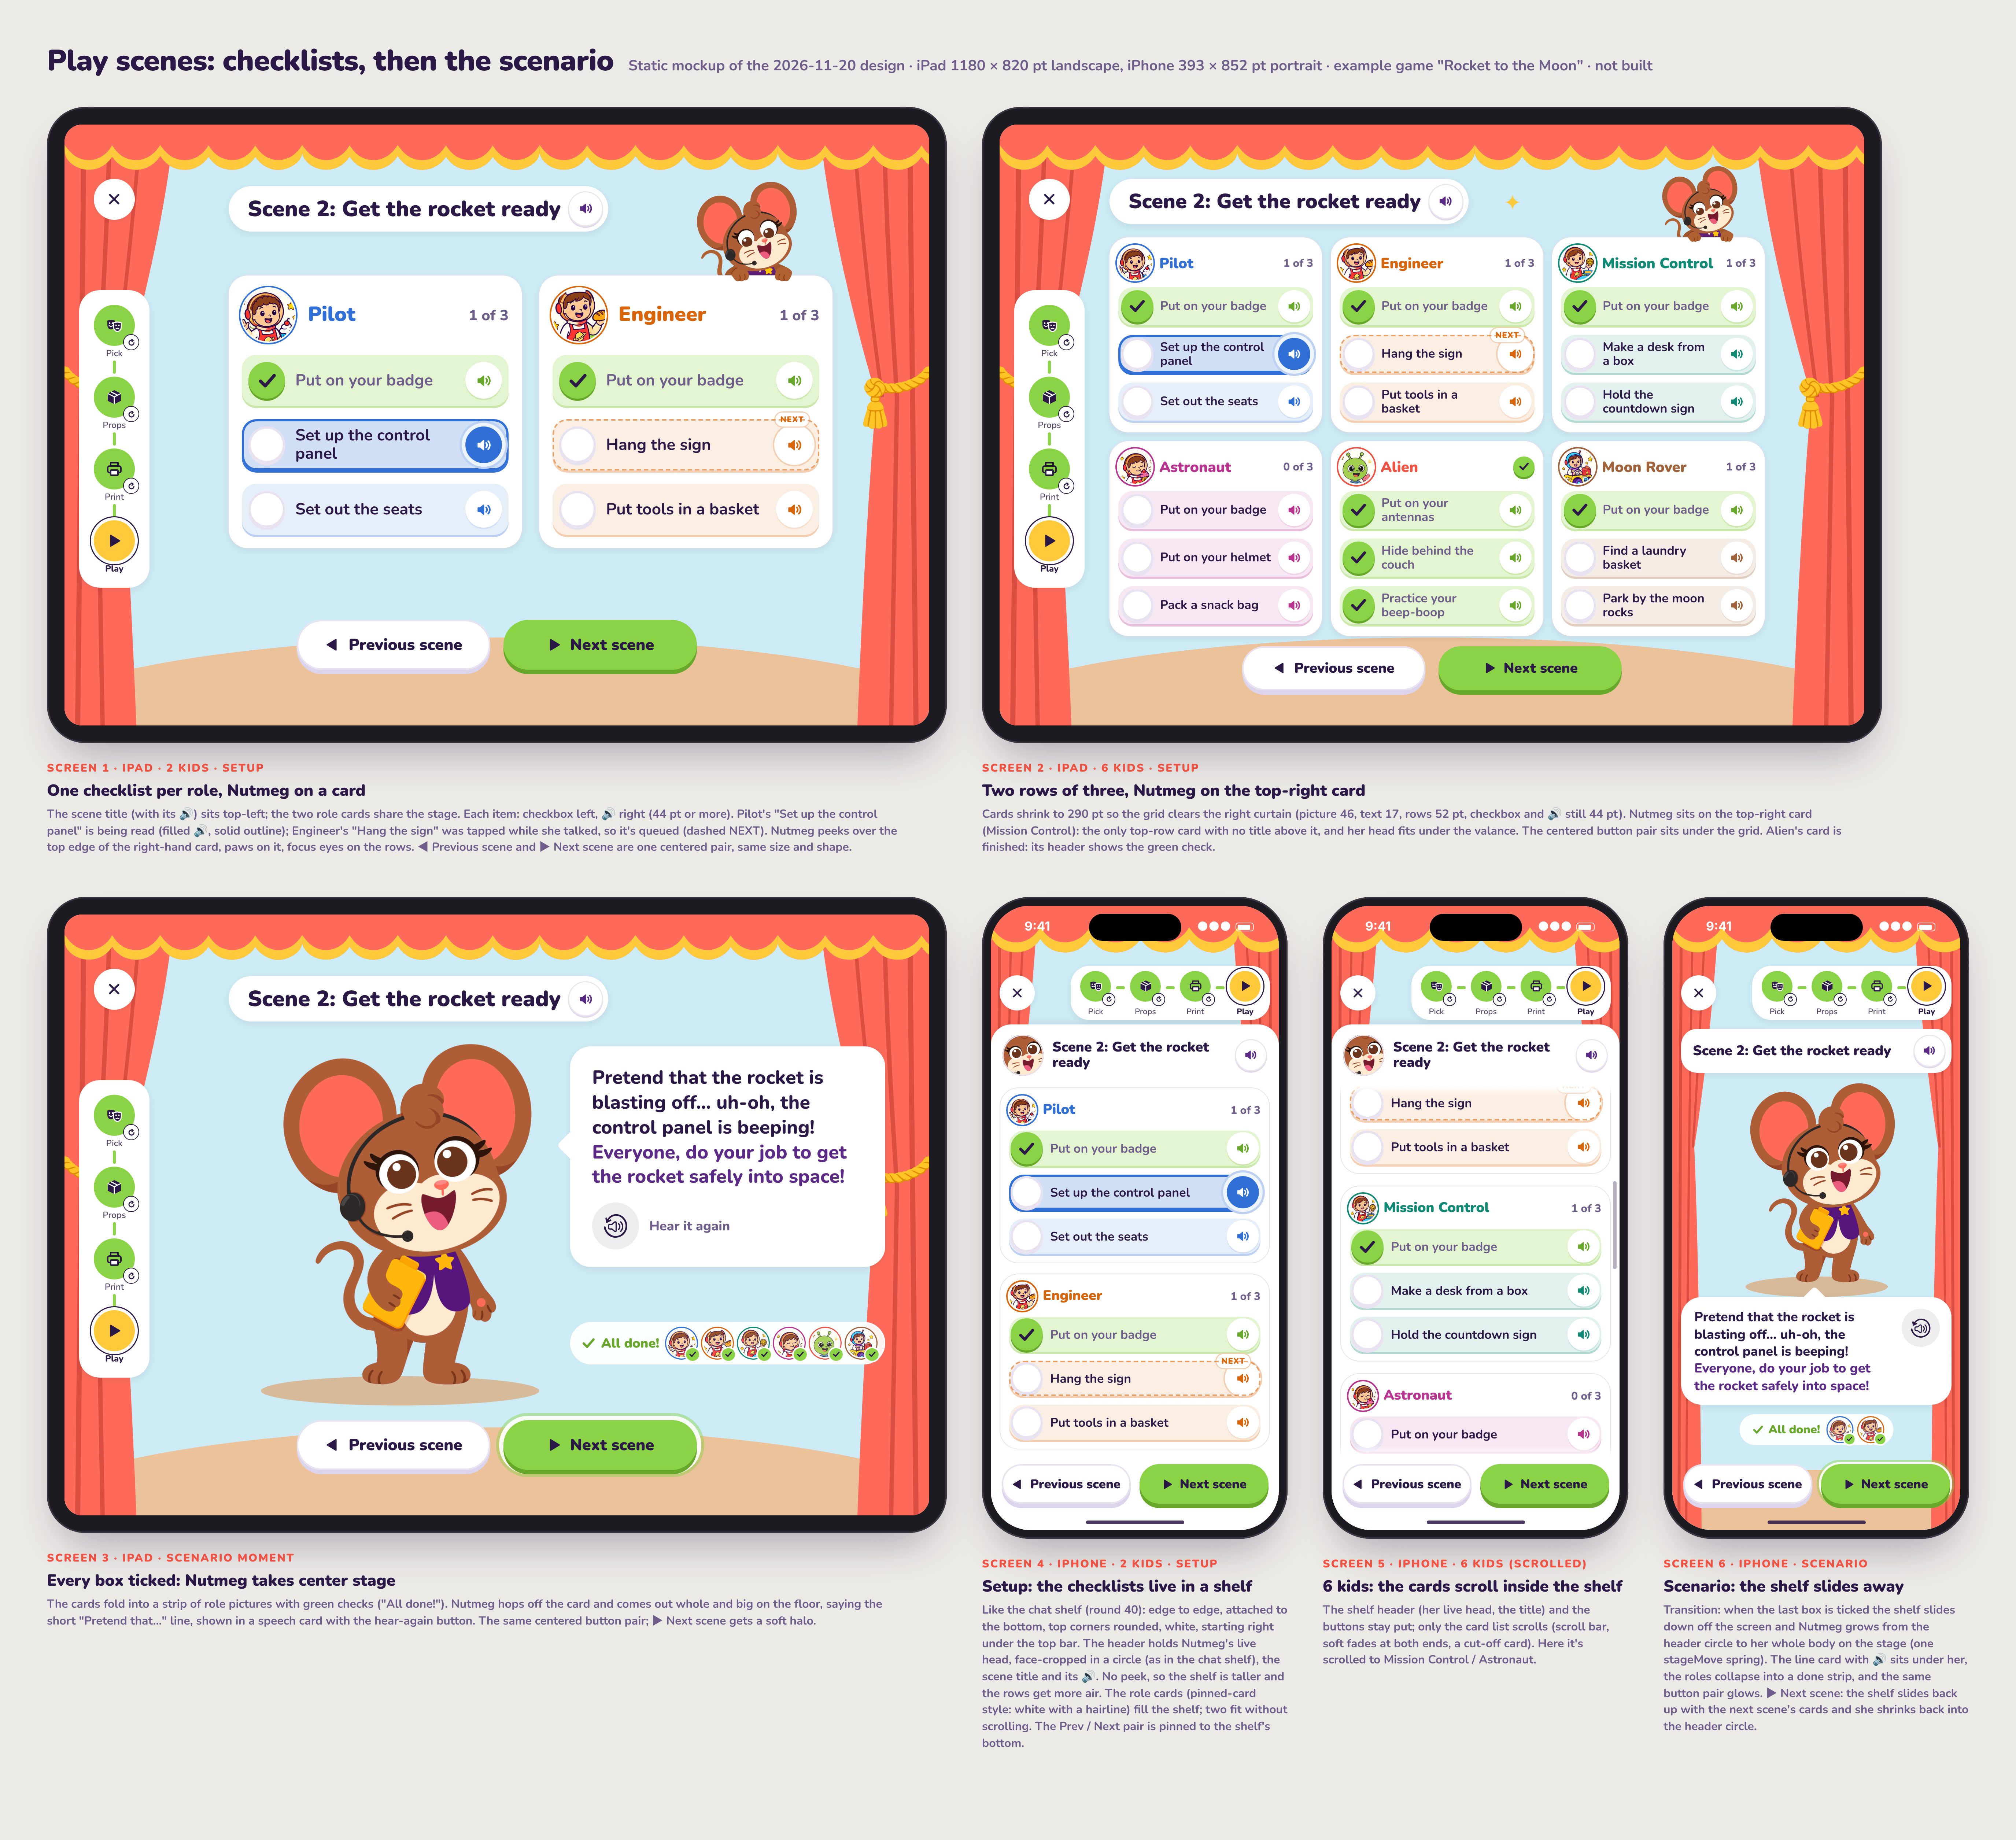 Play scenes: checklists, then the scenario
Static mockup of the 2026-11-20 design · iPad 1180 × 820 pt landscape, iPhone 393 × 852 pt portrait · example game "Rocket to the Moon" · not built
Scene 2: Get the rocket ready
Pick
Props
Print
Play
Pilot
1 of 3
Put on your badge
Set up the control
panel
Set out the seats
Engineer
1 of 3
Put on your badge
NEXT
Hang the sign
Put tools in a basket
◀ Previous scene
▶ Next scene
SCREEN 1 · IPAD · 2 KIDS · SETUP
One checklist per role, Nutmeg on a card
The scene title (with its 🔊) sits top-left; the two role cards share the stage. Each item: checkbox left, 🔊 right (44 pt or more). Pilot's "Set up the control
panel" is being read (filled 🔊, solid outline); Engineer's "Hang the sign" was tapped while she talked, so it's queued (dashed NEXT). Nutmeg peeks over the
top edge of the right-hand card, paws on it, focus eyes on the rows. ◀ Previous scene and ▶ Next scene are one centered pair, same size and shape.
Scene 2: Get the rocket ready
Pick
Props
Print
Play
Pilot
1 of 3
Put on your badge
Set up the control
panel
Set out the seats
Engineer
1 of 3
Put on your badge
NEXT
Hang the sign
Put tools in a
basket
Mission Control
1 of 3
Put on your badge
Make a desk from
a box
Hold the
countdown sign
Astronaut
0 of 3
Put on your badge
Put on your helmet
Pack a snack bag
Alien
Put on your
antennas
Hide behind the
couch
Practice your
beep-boop
Moon Rover
1 of 3
Put on your badge
Find a laundry
basket
Park by the moon
rocks
◀ Previous scene
▶ Next scene
SCREEN 2 · IPAD · 6 KIDS · SETUP
Two rows of three, Nutmeg on the top-right card
Cards shrink to 290 pt so the grid clears the right curtain (picture 46, text 17, rows 52 pt, checkbox and 🔊 still 44 pt). Nutmeg sits on the top-right card
(Mission Control): the only top-row card with no title above it, and her head fits under the valance. The centered button pair sits under the grid. Alien's card is
finished: its header shows the green check.
Scene 2: Get the rocket ready
Pick
Props
Print
Play
Pretend that the rocket is
blasting off... uh-oh, the
control panel is beeping!
Everyone, do your job to get
the rocket safely into space!
Hear it again
All done!
◀ Previous scene
▶ Next scene
SCREEN 3 · IPAD · SCENARIO MOMENT
Every box ticked: Nutmeg takes center stage
The cards fold into a strip of role pictures with green checks ("All done!"). Nutmeg hops off the card and comes out whole and big on the floor, saying the
short "Pretend that..." line, shown in a speech card with the hear-again button. The same centered button pair; ▶ Next scene gets a soft halo.
9:41
Pick
Props
Print
Play
Scene 2: Get the rocket
ready
Pilot
1 of 3
Put on your badge
Set up the control panel
Set out the seats
Engineer
1 of 3
Put on your badge
NEXT
Hang the sign
Put tools in a basket
◀ Previous scene
▶ Next scene
SCREEN 4 · IPHONE · 2 KIDS · SETUP
Setup: the checklists live in a shelf
Like the chat shelf (round 40): edge to edge, attached to
the bottom, top corners rounded, white, starting right
under the top bar. The header holds Nutmeg's live
head, face-cropped in a circle (as in the chat shelf), the
scene title and its 🔊. No peek, so the shelf is taller and
the rows get more air. The role cards (pinned-card
style: white with a hairline) fill the shelf; two fit without
scrolling. The Prev / Next pair is pinned to the shelf's
bottom.
9:41
Pick
Props
Print
Play
Scene 2: Get the rocket
ready
Hang the sign
Put tools in a basket
Mission Control
1 of 3
Put on your badge
Make a desk from a box
Hold the countdown sign
Astronaut
0 of 3
Put on your badge
◀ Previous scene
▶ Next scene
SCREEN 5 · IPHONE · 6 KIDS (SCROLLED)
6 kids: the cards scroll inside the shelf
The shelf header (her live head, the title) and the
buttons stay put; only the card list scrolls (scroll bar,
soft fades at both ends, a cut-off card). Here it's
scrolled to Mission Control / Astronaut.
9:41
Pick
Props
Print
Play
Scene 2: Get the rocket ready
Pretend that the rocket is
blasting off... uh-oh, the
control panel is beeping!
Everyone, do your job to get
the rocket safely into space!
All done!
◀ Previous scene
▶ Next scene
SCREEN 6 · IPHONE · SCENARIO
Scenario: the shelf slides away
Transition: when the last box is ticked the shelf slides
down off the screen and Nutmeg grows from the
header circle to her whole body on the stage (one
stageMove spring). The line card with 🔊 sits under her,
the roles collapse into a done strip, and the same
button pair glows. ▶ Next scene: the shelf slides back
up with the next scene's cards and she shrinks back into
the header circle.